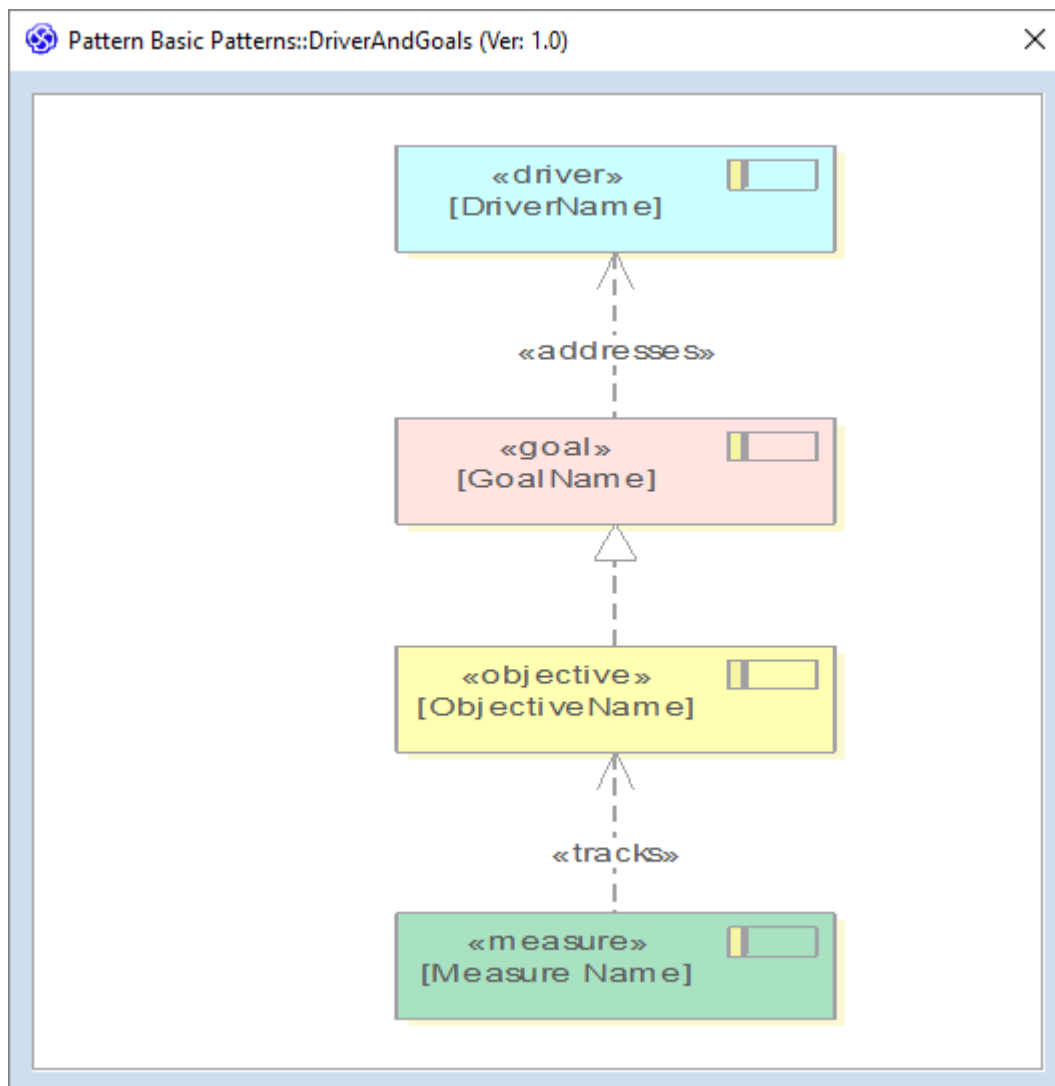 Pattern Basic Patterns::DriverAndGoals (Ver: 1.0)
«driver»
[DriverName]
«addresses»
«goal»
[GoalName]
«objective»
[ObjectiveName]
«tracks»
«measure»
[Measure Name]